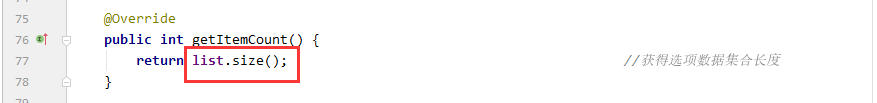 75 @Override
76 public int getItemCount() {
77 return list.size(); //获得选项数据集合长度
78 }